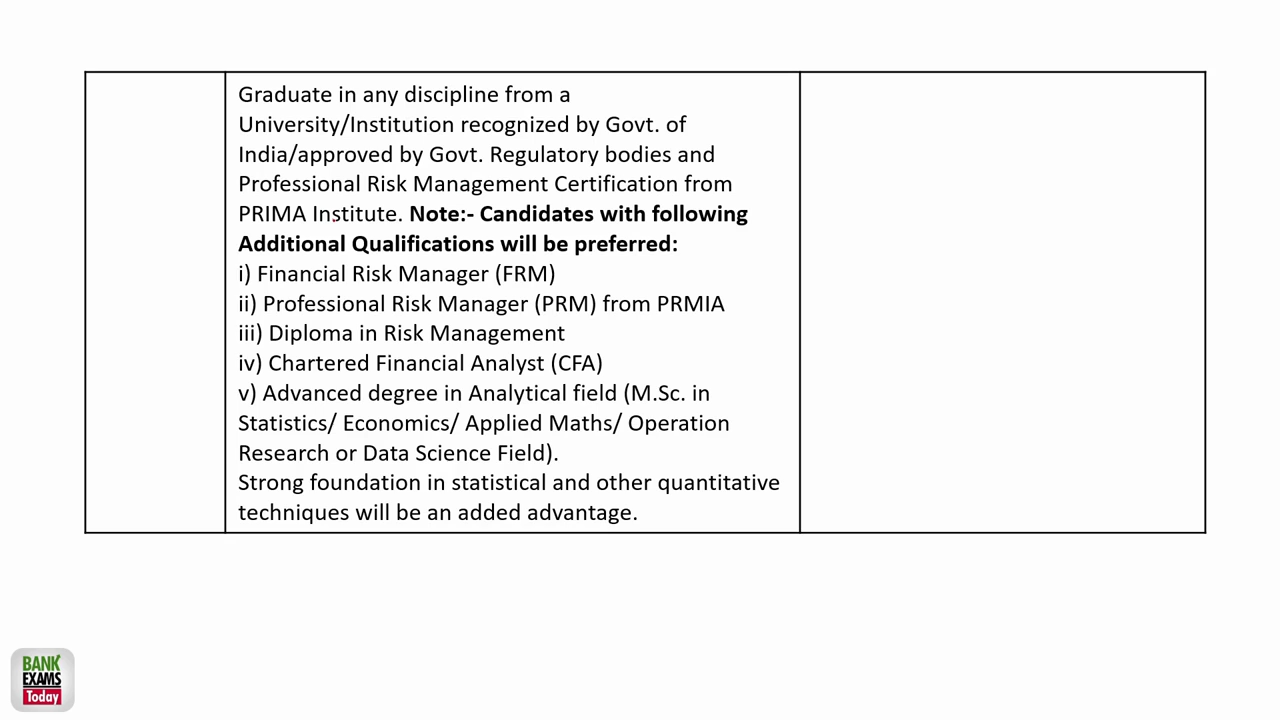 Graduate in any discipline from a
University/Institution recognized by Govt. of
India/approved by Govt. Regulatory bodies and
Professional Risk Management Certification from
PRIMA Institute. Note:- Candidates with following
Additional Qualifications will be preferred:
i) Financial Risk Manager (FRM)
ii) Professional Risk Manager (PRM) from PRMIA
iii) Diploma in Risk Management
iv) Chartered Financial Analyst (CFA)
v) Advanced degree in Analytical field (M.Sc. in
Statistics/ Economics/ Applied Maths/ Operation
Research or Data Science Field).
Strong foundation in statistical and other quantitative
techniques will be an added advantage.
BANK
EXAMS
Today